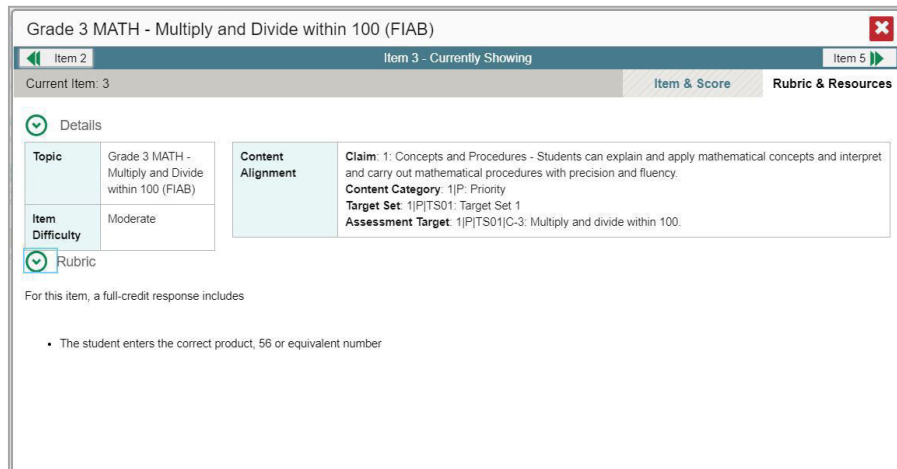 Grade 3 MATH - Multiply and Divide within 100 (FIAB)
Item 2
Item 3 - Currently Showing
Item 5
Current Item: 3
Item & Score
Rubric & Resources
Details
Topic
Grade 3 MATH -
Multiply and Divide
within 100 (FIAB)
Item
Difficulty
Moderate
Content
Alignment
Claim: 1: Concepts and Procedures - Students can explain and apply mathematical concepts and interpret
and carry out mathematical procedures with precision and fluency.
Content Category: 1|P: Priority
Target Set: 1|P|TS01: Target Set 1
Assessment Target: 1|P|TS01|C-3: Multiply and divide within 100.
Rubric
For this item, a full-credit response includes
• The student enters the correct product, 56 or equivalent number